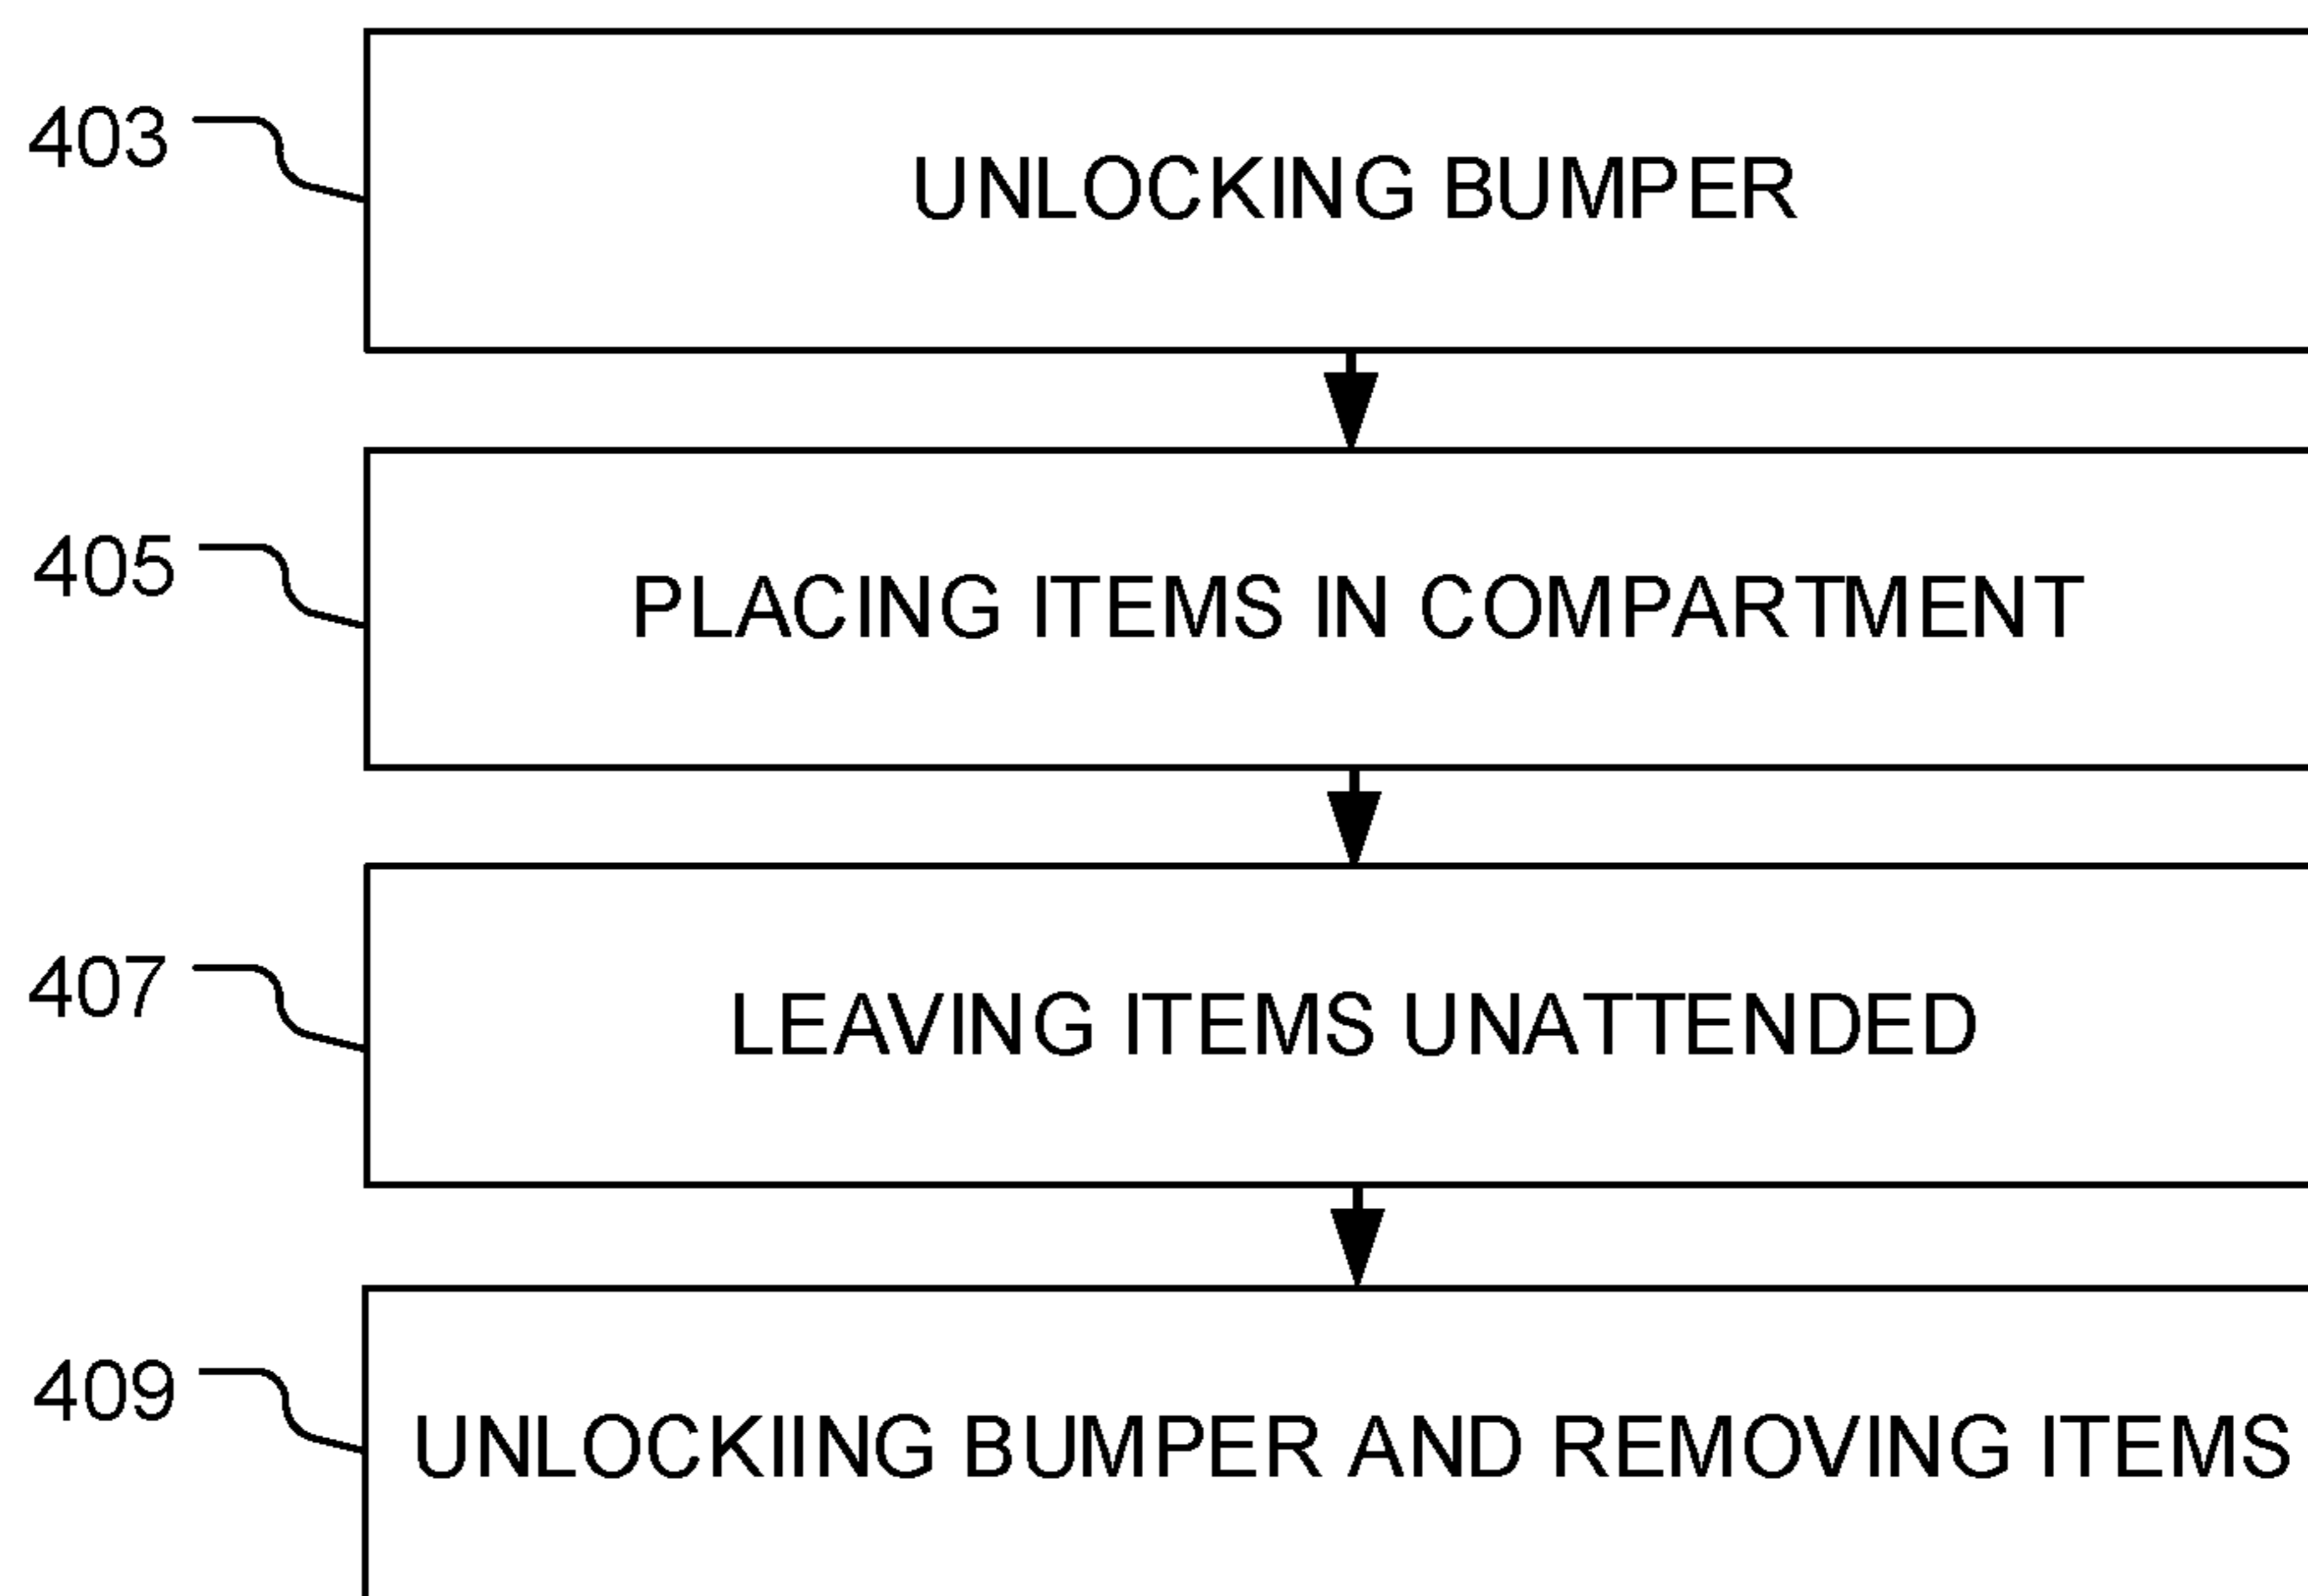 403
UNLOCKING BUMPER
405
PLACING ITEMS IN COMPARTMENT
407
LEAVING ITEMS UNATTENDED
409
UNLOCKIING BUMPER AND REMOVING ITEMS